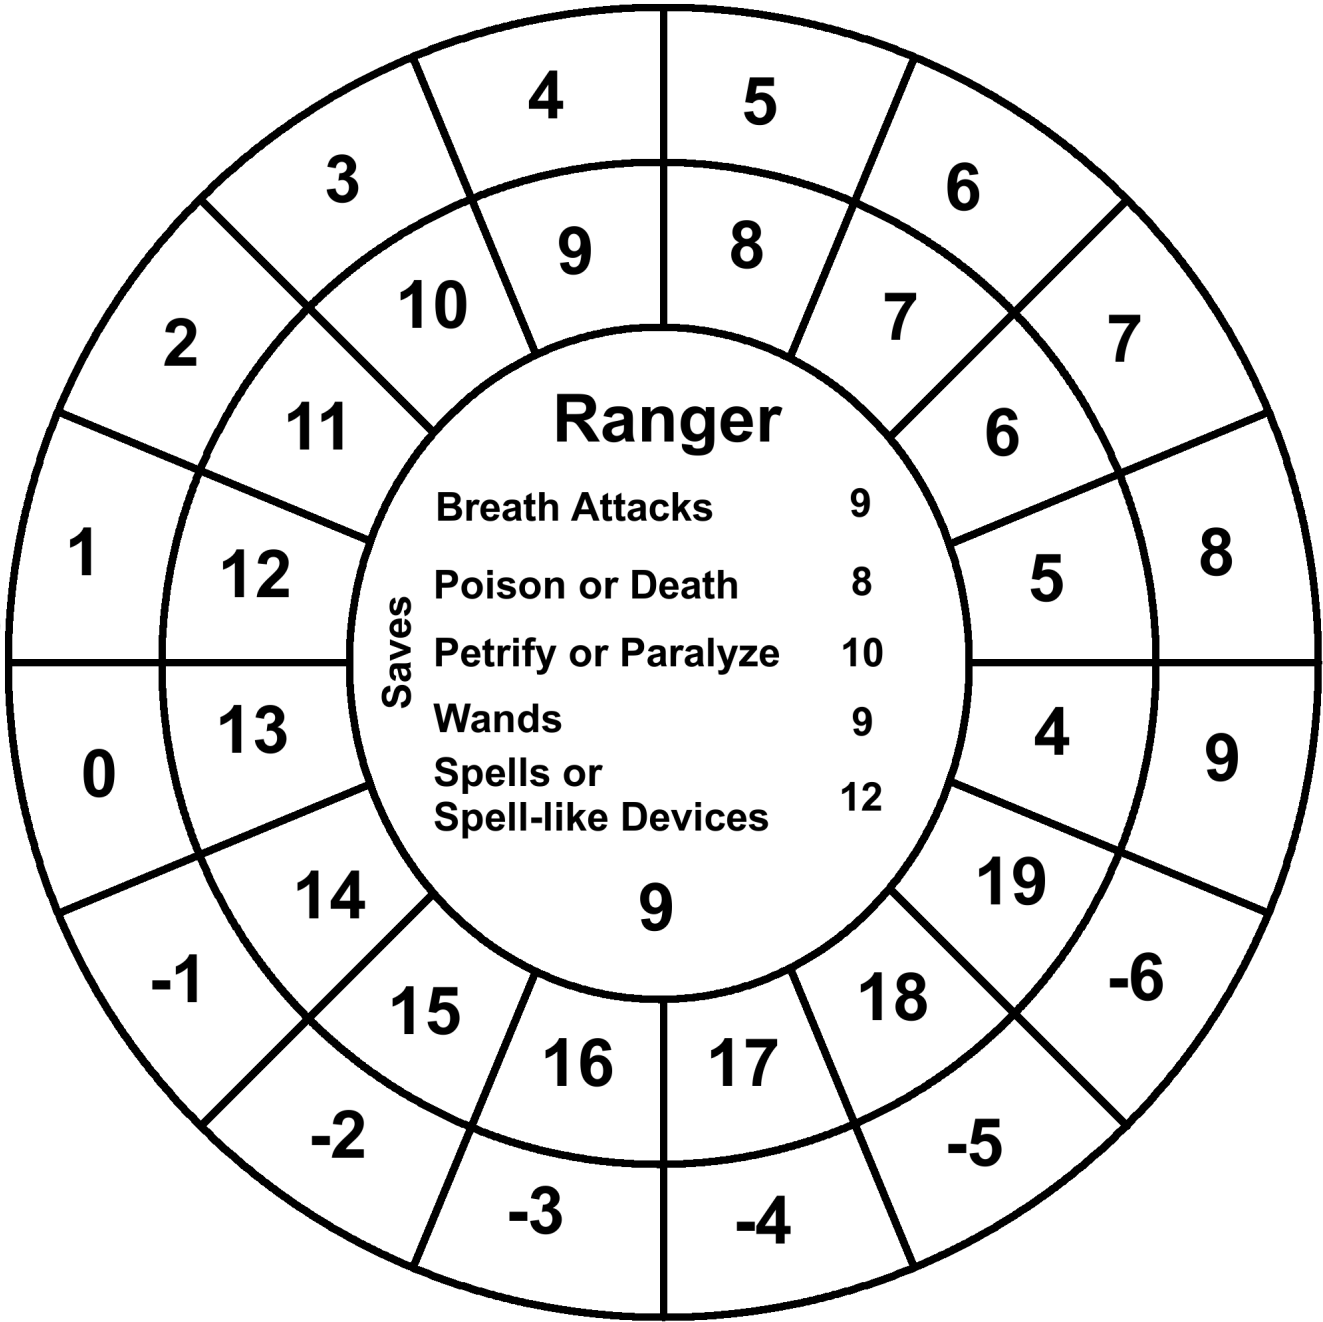 4 5
3 6
9 8
10 7
2 7
11 6
Ranger
Breath Attacks 9
1 8
12 5
Poison or Death 8
Saves
Petrify or Paralyze 10
Wands 9
13 4
0 9
Spells or
Spell-like Devices 12
14 19
9
-1 -6
15 18
16 17
-2 -5
-3 -4